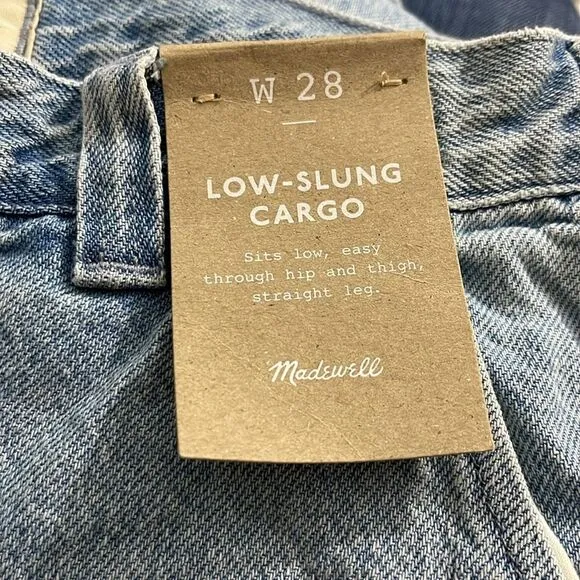 W 28
LOW-SLUNG
CARGO
Sits low, easy
through hip and thigh,
straight leg.
Madewell